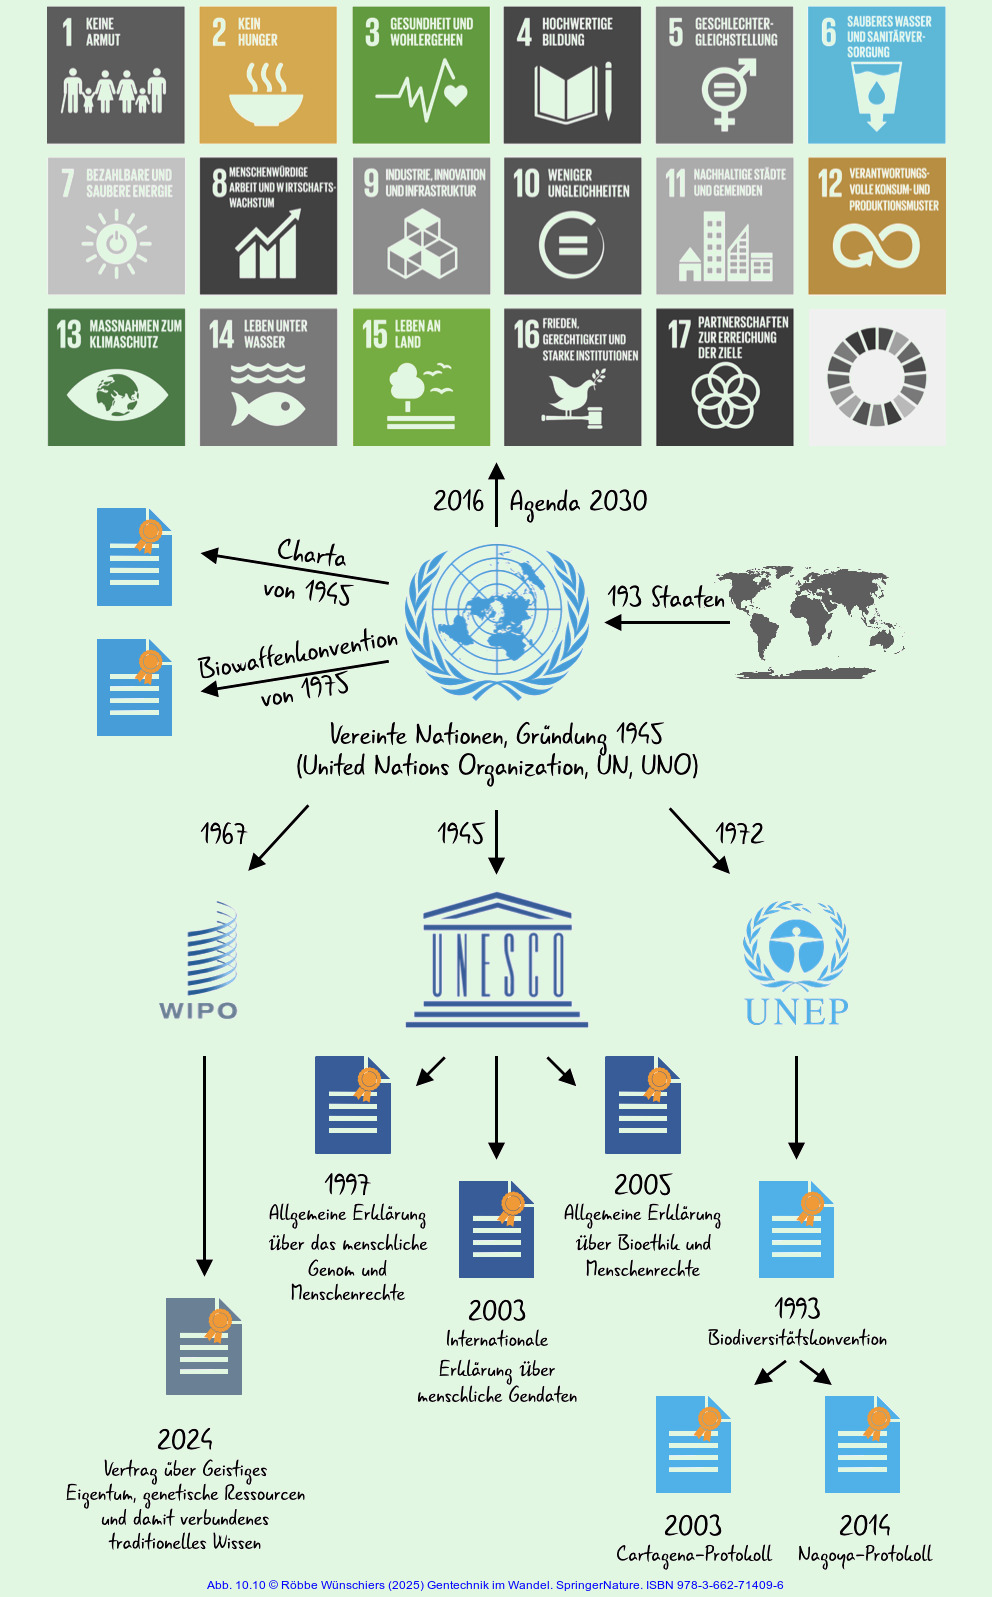 1 KEINE
ARMUT
2 KEIN
HUNGER
3 GESUNDHEIT UND
WOHLERGEHEN
4 HOCHWERTIGE
BILDUNG
5 GESCHLECHTER-
GLEICHSTELLUNG
6 SAUBERES WASSER
UND SANITÄRVER-
SORGUNG
7 BEZAHLBARE UND
SAUBERE ENERGIE
8 MENSCHENWÜRDIGE
ARBEIT UND WIRTSCHAFTS-
WACHSTUM
9 INDUSTRIE, INNOVATION
UND INFRASTRUKTUR
10 WENIGER
UNGLEICHHEITEN
11 NACHHALTIGE STÄDTE
UND GEMEINDEN
12 VERANTWORTUNGS-
VOLLE KONSUM- UND
PRODUKTIONSMUSTER
13 MASSNAHMEN ZUM
KLIMASCHUTZ
14 LEBEN UNTER
WASSER
15 LEBEN AN
LAND
16 FRIEDEN,
GERECHTIGKEIT UND
STARKE INSTITUTIONEN
17 PARTNERSCHAFTEN
ZUR ERREICHUNG
DER ZIELE
2016 Agenda 2030
Charta
von 1945
193 Staaten
Biowaffenkonvention
von 1975
Vereinte Nationen, Gründung 1945
(United Nations Organization, UN, UNO)
1967
1945
1972
WIPO
UNESCO
UNEP
1997
Allgemeine Erklärung
über das menschliche
Genom und
Menschenrechte
2003
Internationale
Erklärung über
menschliche Gendaten
2005
Allgemeine Erklärung
über Bioethik und
Menschenrechte
1993
Biodiversitätskonvention
2024
Vertrag über Geistiges
Eigentum, genetische Ressourcen
und damit verbundenes
traditionelles Wissen
2003
Cartagena-Protokoll
2014
Nagoya-Protokoll
Abb. 10.10 © Röbbe Wünschiers (2025) Gentechnik im Wandel. SpringerNature. ISBN 978-3-662-71409-6